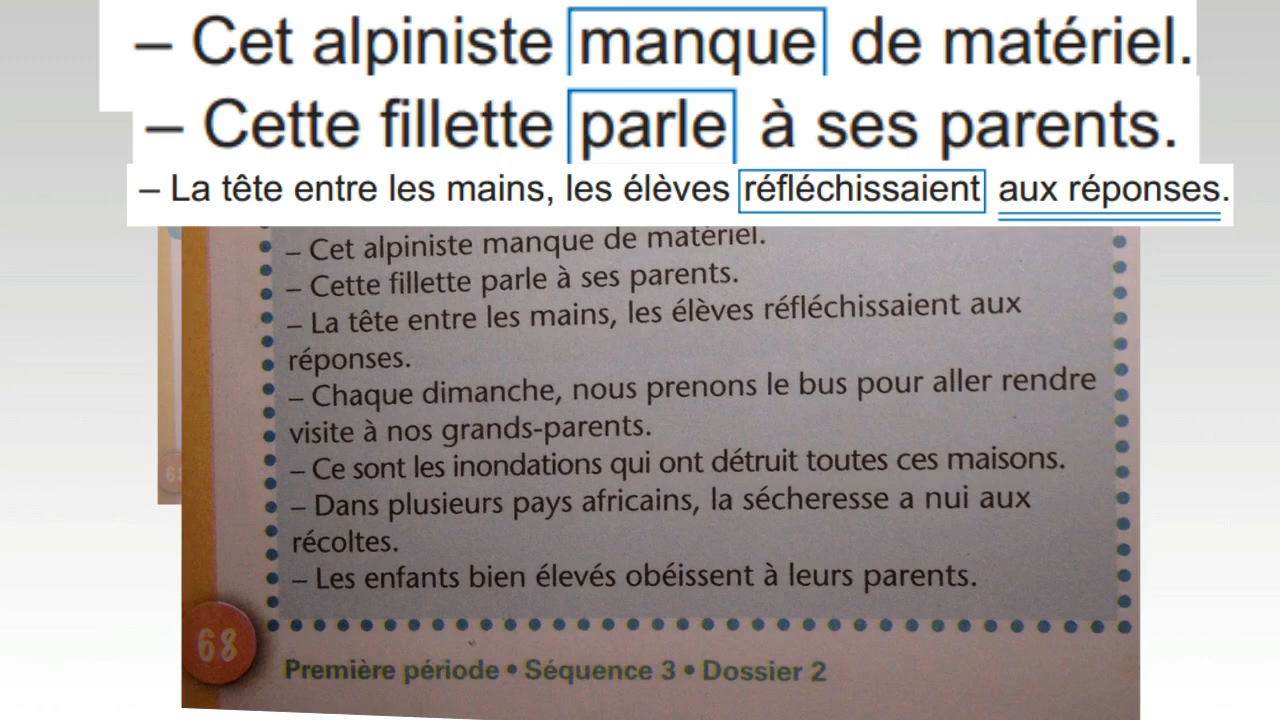 – Cet alpiniste manque de matériel.
– Cette fillette parle à ses parents.
– La tête entre les mains, les élèves réfléchissaient aux réponses.
– Cet alpiniste manque de matériel.
– Cette fillette parle à ses parents.
– La tête entre les mains, les élèves réfléchissaient aux
réponses.
– Chaque dimanche, nous prenons le bus pour aller rendre
visite à nos grands-parents.
– Ce sont les inondations qui ont détruit toutes ces maisons.
– Dans plusieurs pays africains, la sécheresse a nui aux
récoltes.
– Les enfants bien élevés obéissent à leurs parents.
68
Première période • Séquence 3 • Dossier 2